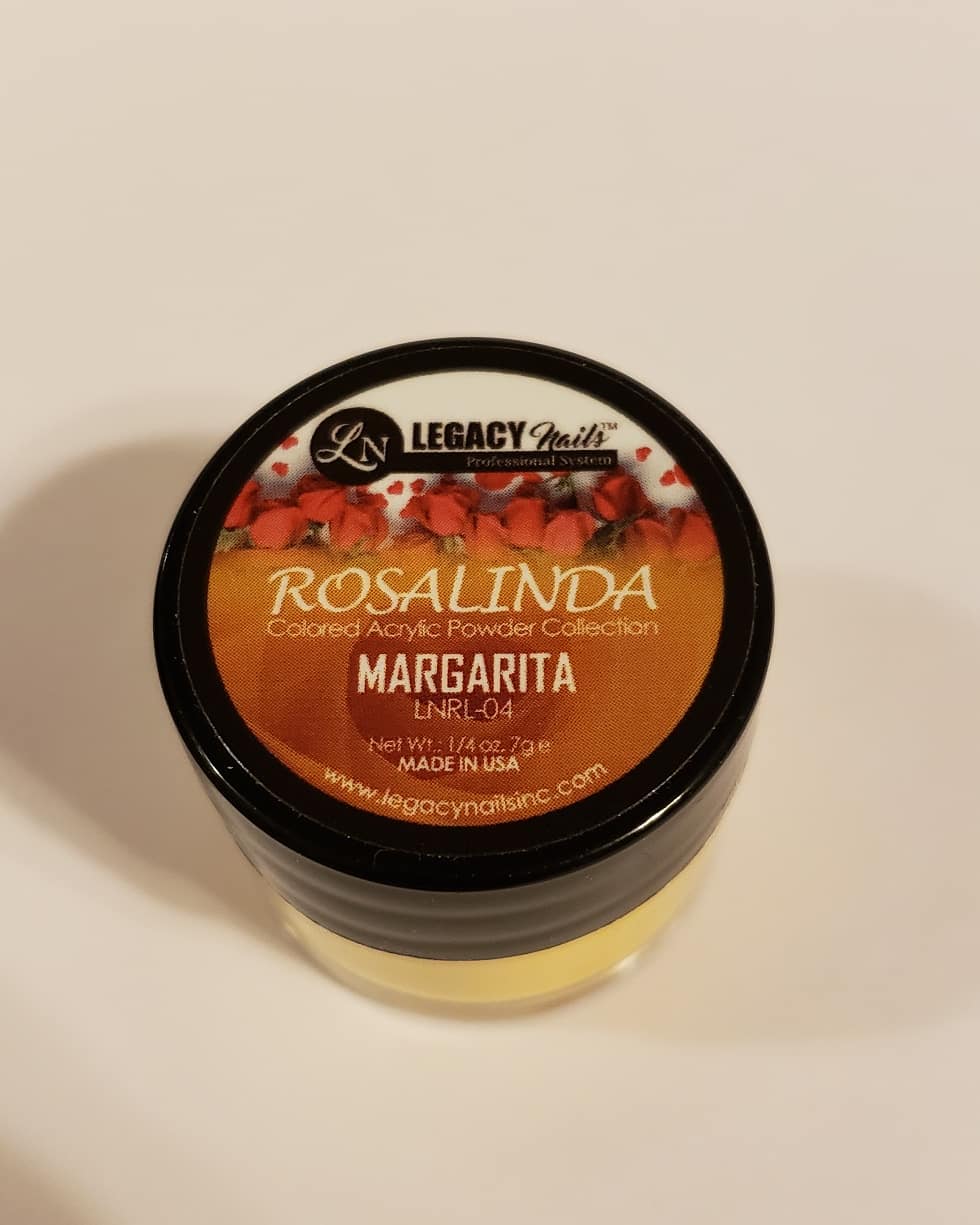 LN LEGACY Nails™
Professional System
ROSALINDA
Colored Acrylic Powder Collection
MARGARITA
LNRL-04
Net Wt.: 1/4 oz. 7g e
MADE IN USA
www.legacynailsinc.com